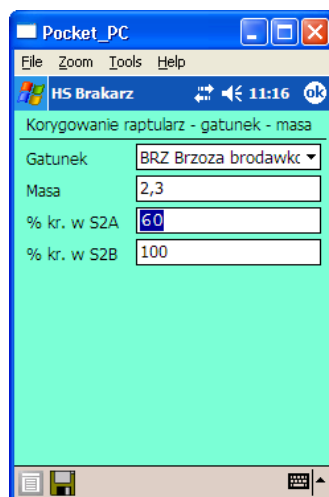 Pocket_PC
File Zoom Tools Help
HS Brakarz 11:16 ok
Korygowanie raptularz - gatunek - masa
Gatunek BRZ Brzoza brodawkc
Masa 2,3
% kr. w S2A 60
% kr. w S2B 100